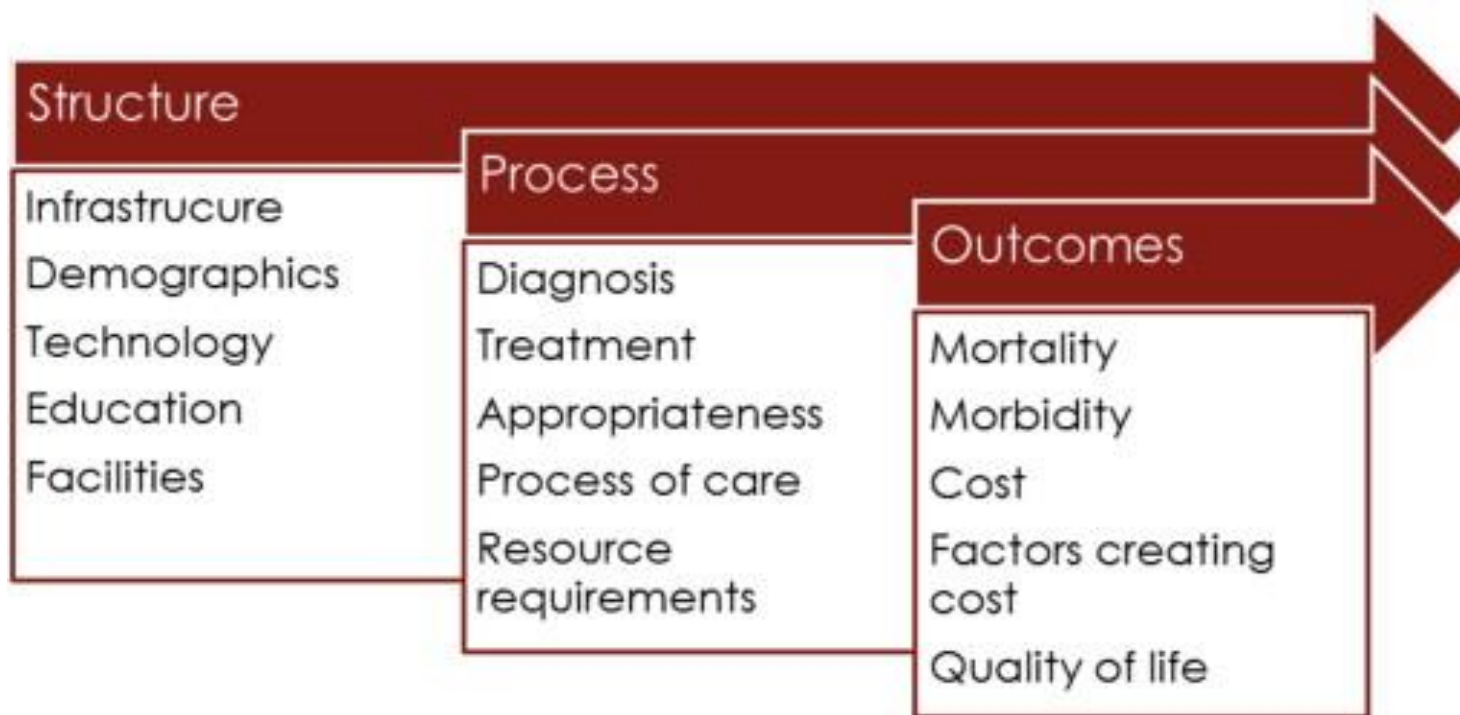 Structure
Infrastrucure
Demographics
Technology
Education
Facilities
Process
Diagnosis
Treatment
Appropriateness
Process of care
Resource
requirements
Outcomes
Mortality
Morbidity
Cost
Factors creating
cost
Quality of life